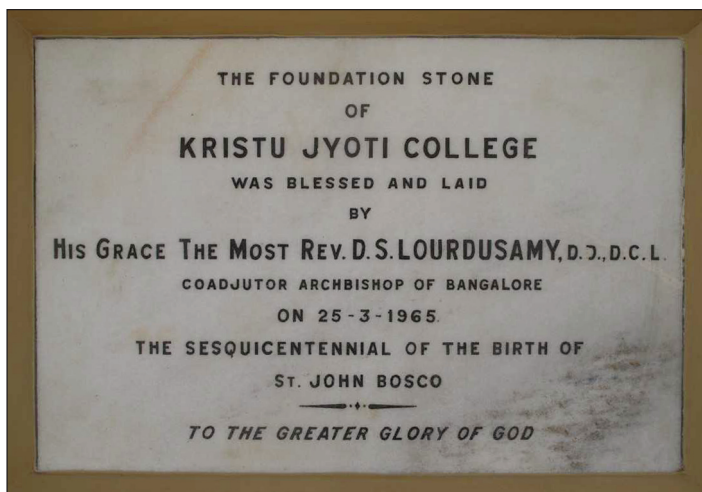 THE FOUNDATION STONE
OF
KRISTU JYOTI COLLEGE
WAS BLESSED AND LAID
BY
HIS GRACE THE MOST REV. D.S. LOURDUSAMY, D.D., D.C.L.
COADJUTOR ARCHBISHOP OF BANGALORE
ON 25-3-1965.
THE SESQUICENTENNIAL OF THE BIRTH OF
ST. JOHN BOSCO
TO THE GREATER GLORY OF GOD